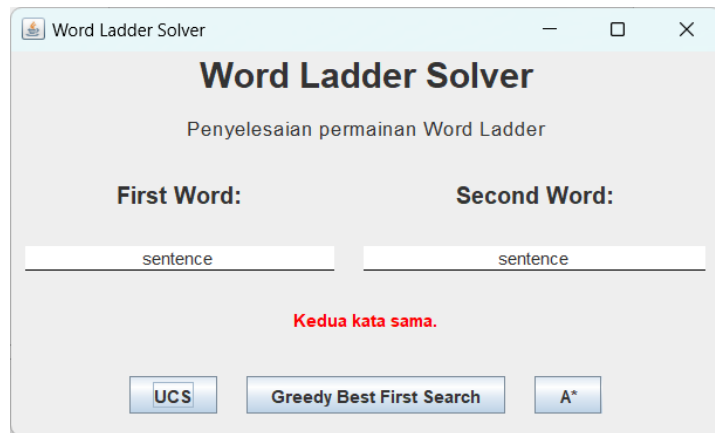 Word Ladder Solver
Word Ladder Solver
Penyelesaian permainan Word Ladder
First Word: Second Word:
sentence sentence
Kedua kata sama.
UCS Greedy Best First Search A*